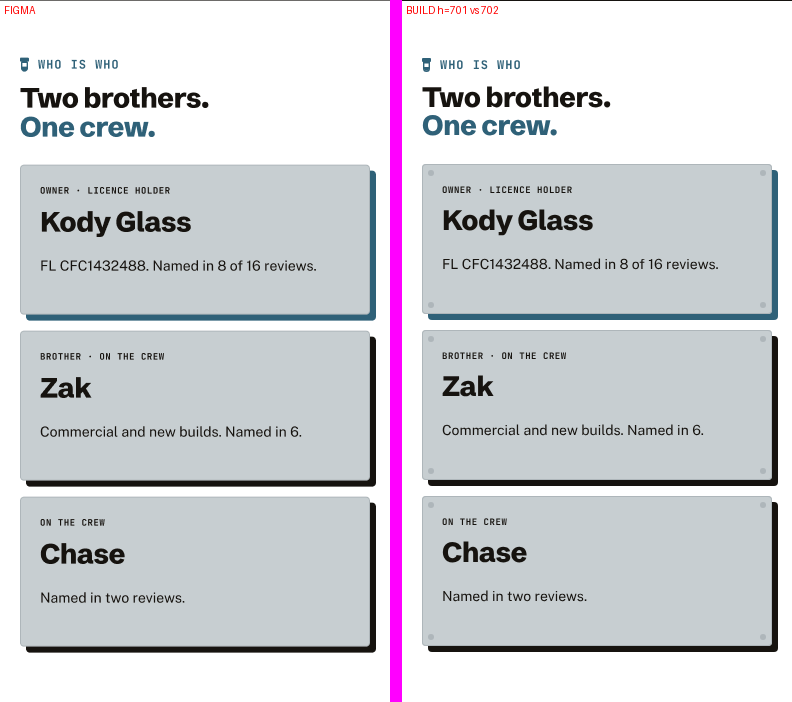 FIGMA
WHO IS WHO
Two brothers.
One crew.
OWNER · LICENCE HOLDER
Kody Glass
FL CFC1432488. Named in 8 of 16 reviews.
BROTHER · ON THE CREW
Zak
Commercial and new builds. Named in 6.
ON THE CREW
Chase
Named in two reviews.
BUILD h=701 vs 702
WHO IS WHO
Two brothers.
One crew.
OWNER · LICENCE HOLDER
Kody Glass
FL CFC1432488. Named in 8 of 16 reviews.
BROTHER · ON THE CREW
Zak
Commercial and new builds. Named in 6.
ON THE CREW
Chase
Named in two reviews.